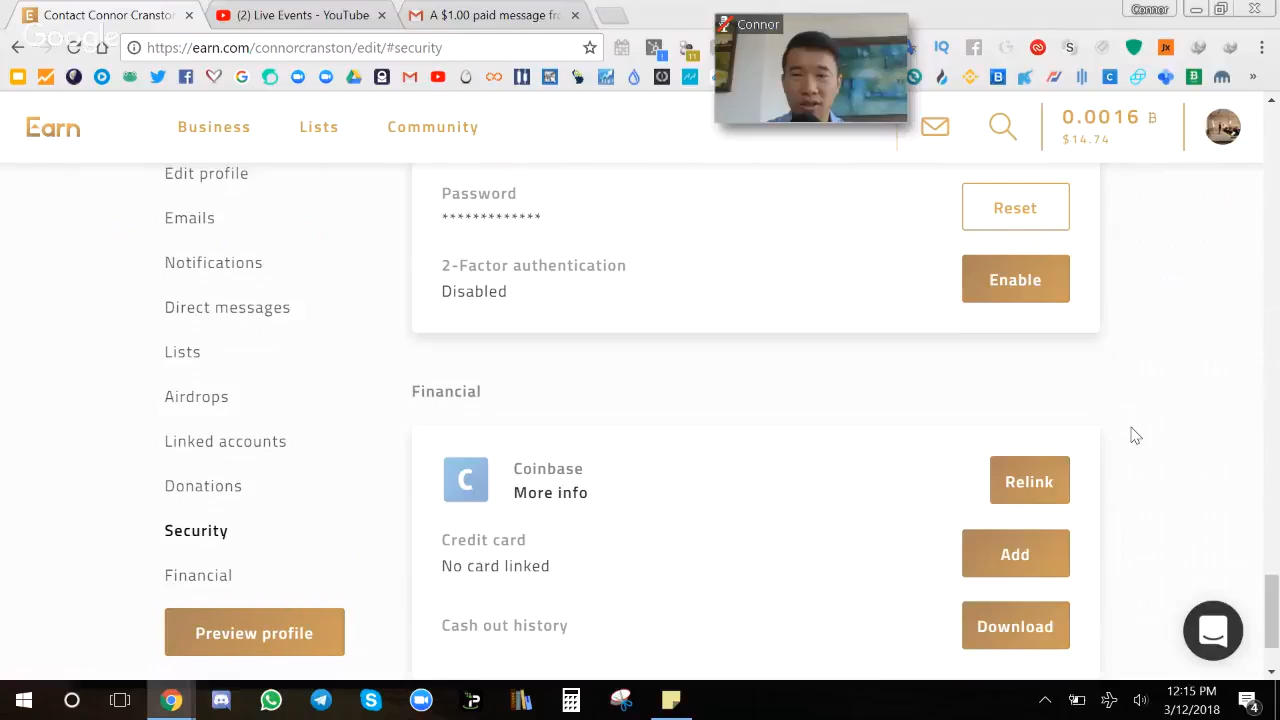 Contact Connor Cranston
(2) Live Events - YouTube
A $1.00 paid message fr
Connor
Connor
Google
https://earn.com/connorcranston/edit/#security
Earn
Business
Lists
Community
0.0016 B
$14.74
Edit profile
Emails
Notifications
Direct messages
Lists
Airdrops
Linked accounts
Donations
Security
Financial
Preview profile
Password
*************
Reset
2-Factor authentication
Disabled
Enable
Financial
C
Coinbase
More info
Relink
Credit card
No card linked
Add
Cash out history
Download
12:15 PM
3/12/2018
4